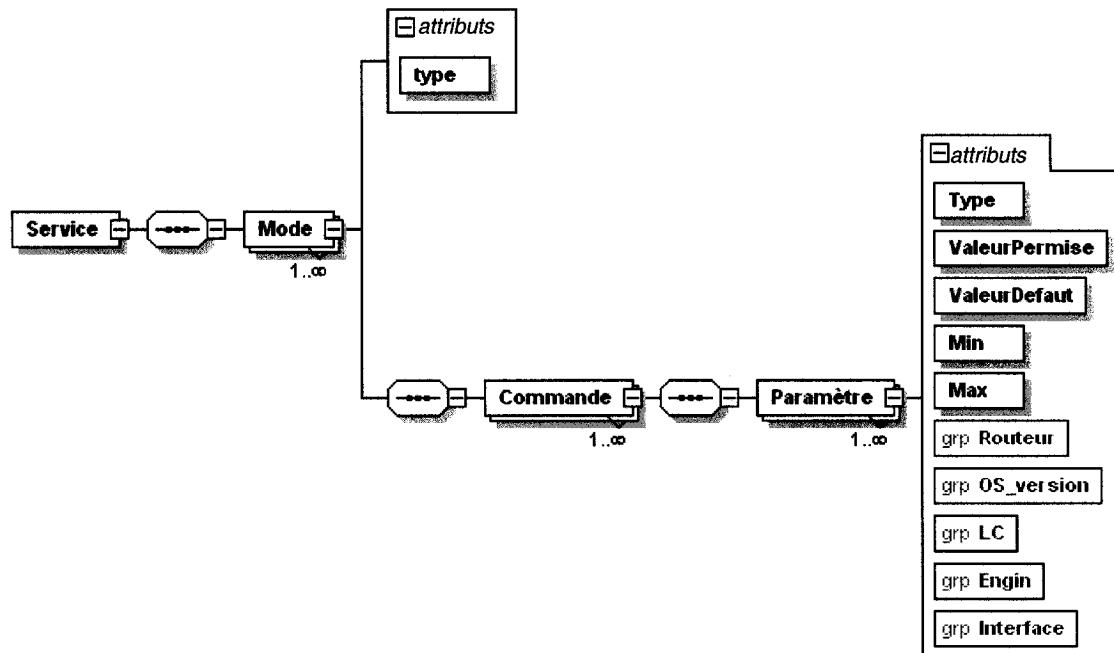 attributs
type
Service
Mode
1..∞
Commande
1..∞
Paramètre
1..∞
attributs
Type
ValeurPermise
ValeurDefaut
Min
Max
grp Routeur
grp OS_version
grp LC
grp Engin
grp Interface